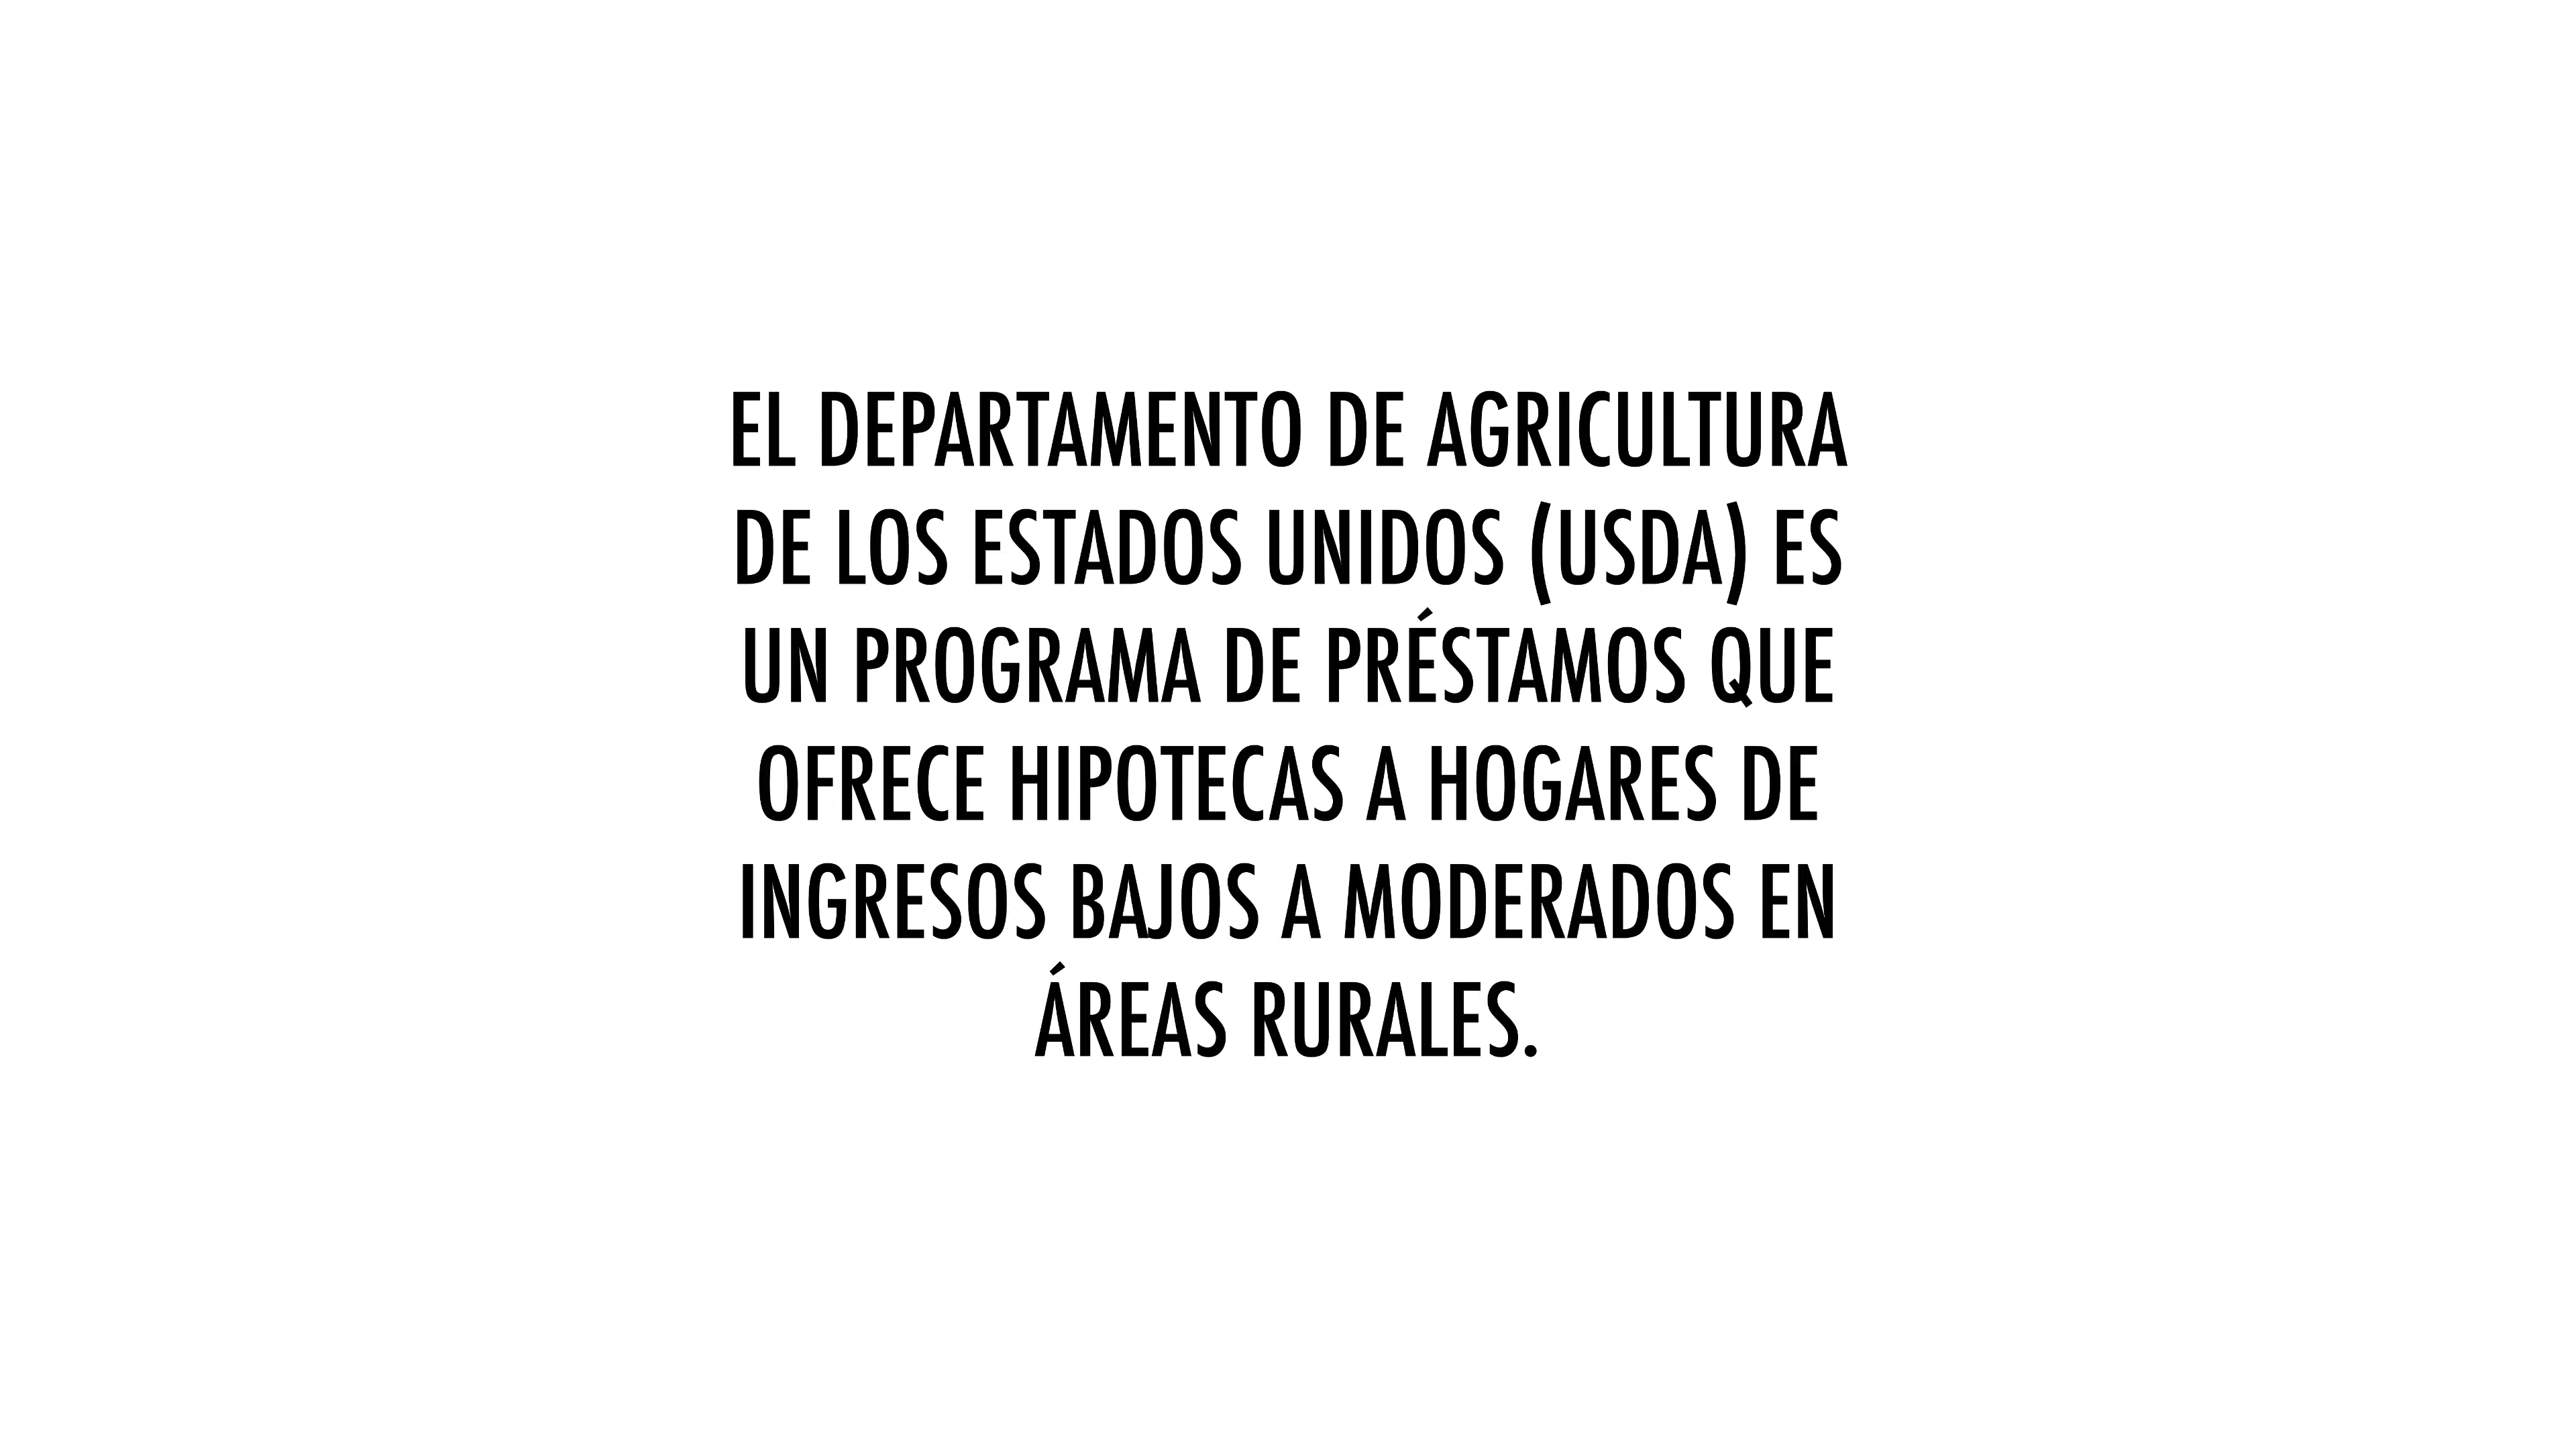 EL DEPARTAMENTO DE AGRICULTURA
DE LOS ESTADOS UNIDOS (USDA) ES
UN PROGRAMA DE PRÉSTAMOS QUE
OFRECE HIPOTECAS A HOGARES DE
INGRESOS BAJOS A MODERADOS EN
ÁREAS RURALES.